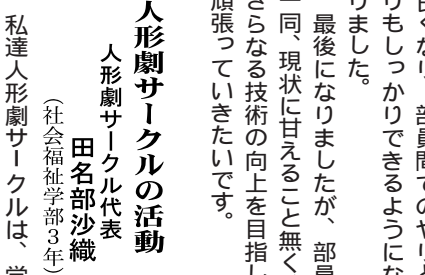 良くなり、部員間でのやりと
りもしっかりできるようにな
りました。
最後になりましたが、部員
一同、現状に甘えること無く
さらなる技術の向上を目指し
頑張っていきたいです。
人形劇サークルの活動
人形劇サークル代表
田名部沙織
（社会福祉学部３年）
私達人形劇サークルは、学